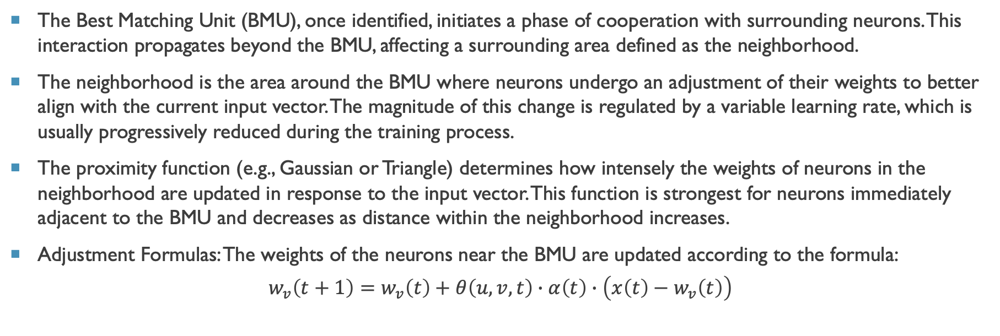 ▪ The Best Matching Unit (BMU), once identified, initiates a phase of cooperation with surrounding neurons. This
interaction propagates beyond the BMU, affecting a surrounding area defined as the neighborhood.
▪ The neighborhood is the area around the BMU where neurons undergo an adjustment of their weights to better
align with the current input vector. The magnitude of this change is regulated by a variable learning rate, which is
usually progressively reduced during the training process.
▪ The proximity function (e.g., Gaussian or Triangle) determines how intensely the weights of neurons in the
neighborhood are updated in response to the input vector. This function is strongest for neurons immediately
adjacent to the BMU and decreases as distance within the neighborhood increases.
▪ Adjustment Formulas: The weights of the neurons near the BMU are updated according to the formula:
w_v(t + 1) = w_v(t) + θ(u, v, t) · α(t) · (x(t) − w_v(t))